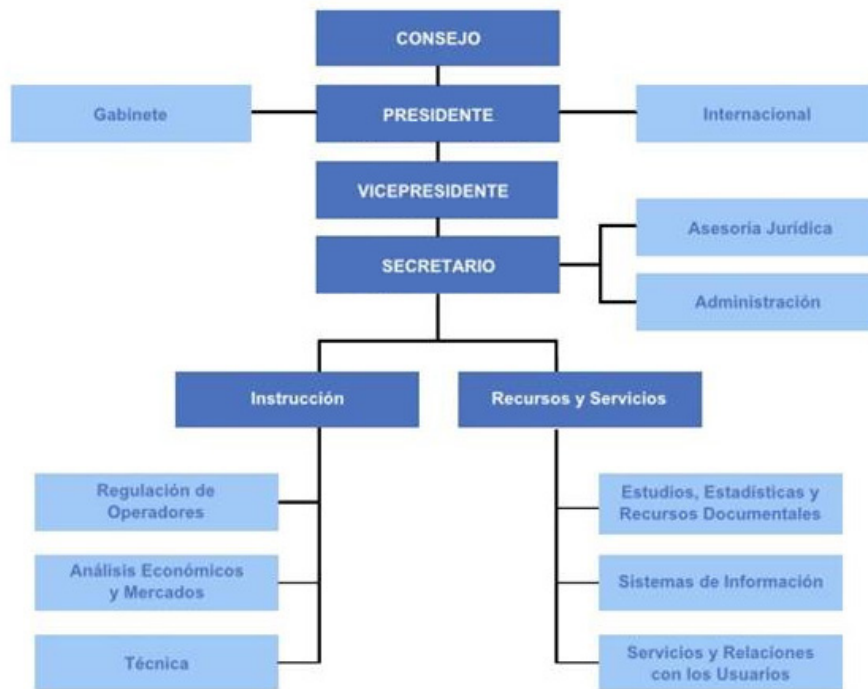 CONSEJO
Gabinete
PRESIDENTE
Internacional
VICEPRESIDENTE
Asesoría Jurídica
SECRETARIO
Administración
Instrucción
Recursos y Servicios
Regulación de
Operadores
Estudios, Estadísticas y
Recursos Documentales
Análisis Económicos
y Mercados
Sistemas de Información
Técnica
Servicios y Relaciones
con los Usuarios